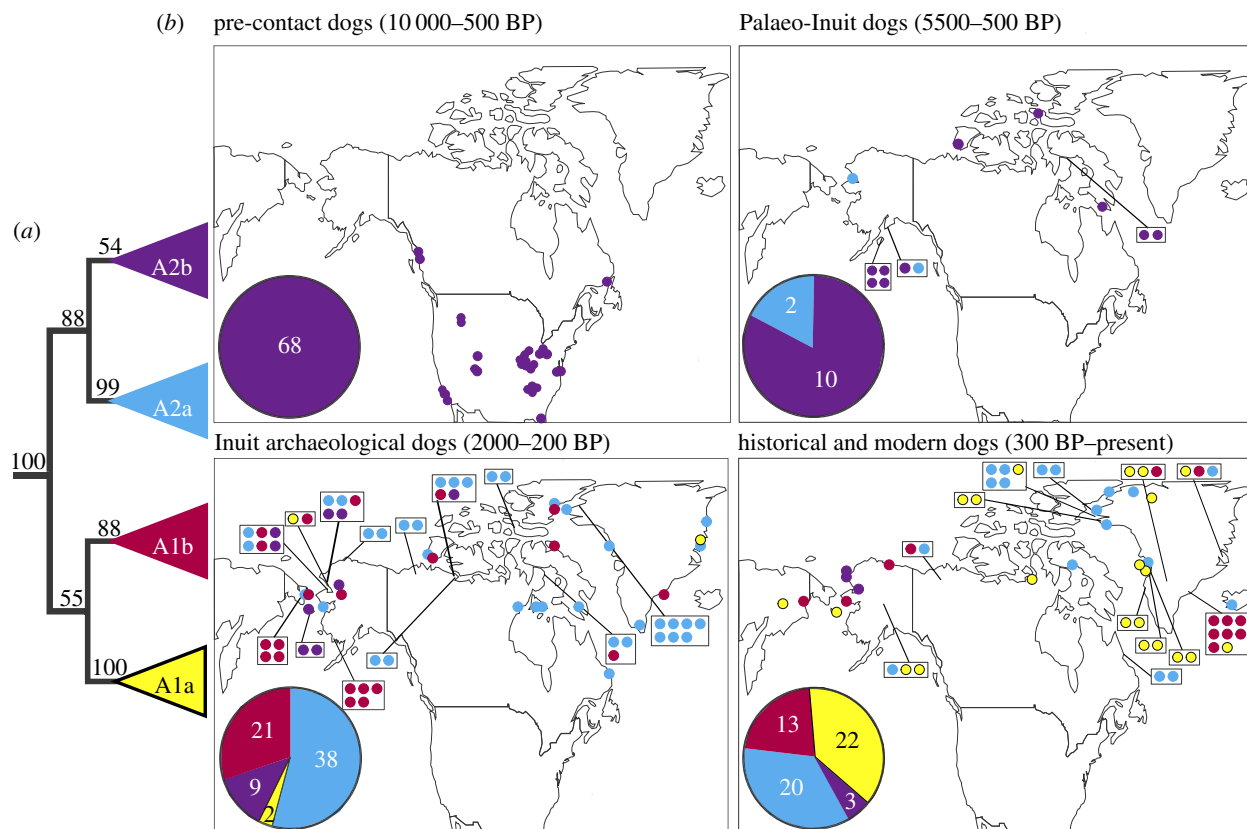 (b) pre-contact dogs (10 000–500 BP)
Palaeo-Inuit dogs (5500–500 BP)
(a)
54
A2b
88
99
A2a
100
88
A1b
55
100
A1a
68
2
10
Inuit archaeological dogs (2000–200 BP)
historical and modern dogs (300 BP–present)
21
38
9
2
13
22
20
3